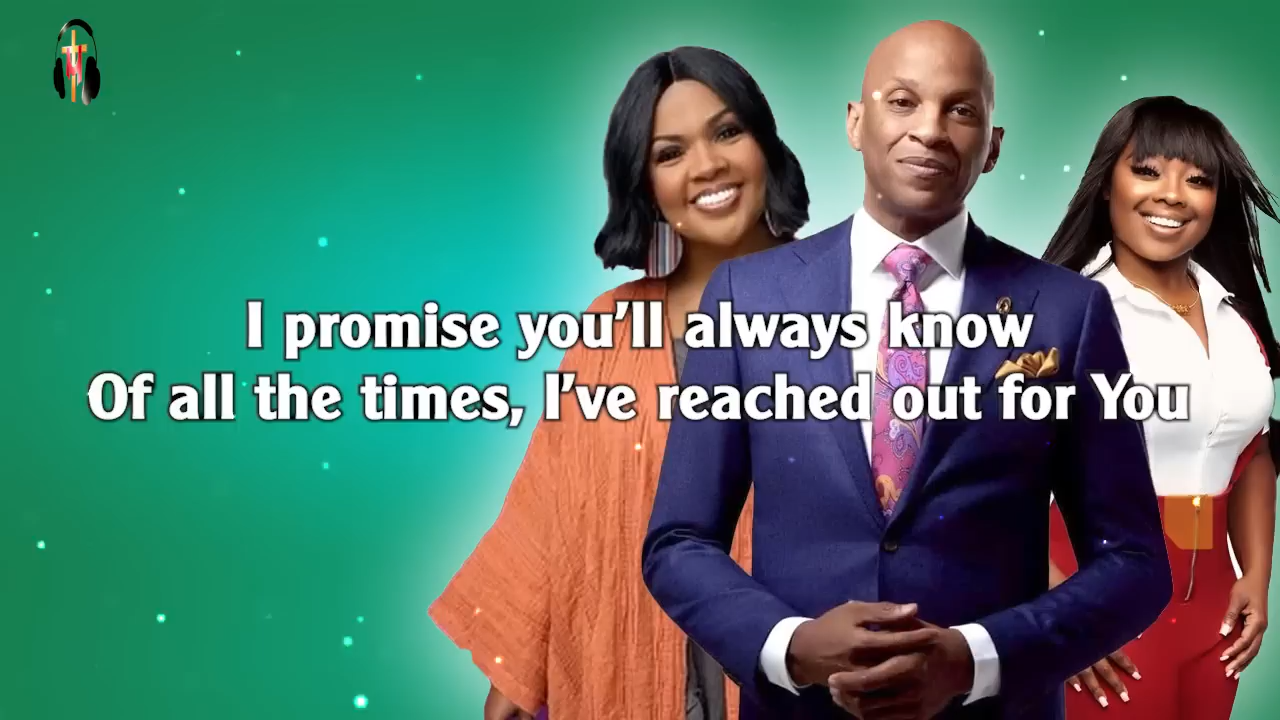 I promise you'll always know
Of all the times, I've reached out for You